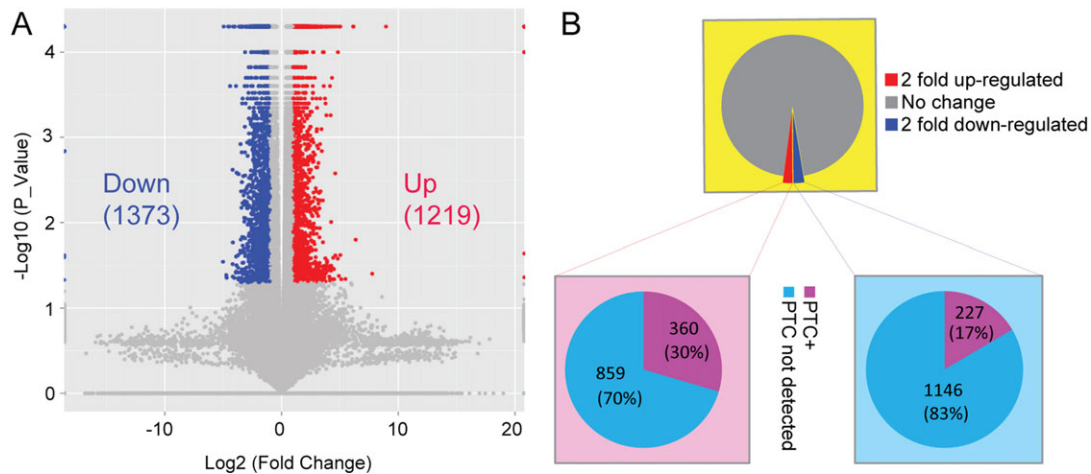 A
-Log10 (P_Value)
4
3
2
1
0
Down
(1373)
Up
(1219)
-10
0
10
20
Log2 (Fold Change)
B
2 fold up-regulated
No change
2 fold down-regulated
360
(30%)
859
(70%)
PTC+
PTC not detected
227
(17%)
1146
(83%)